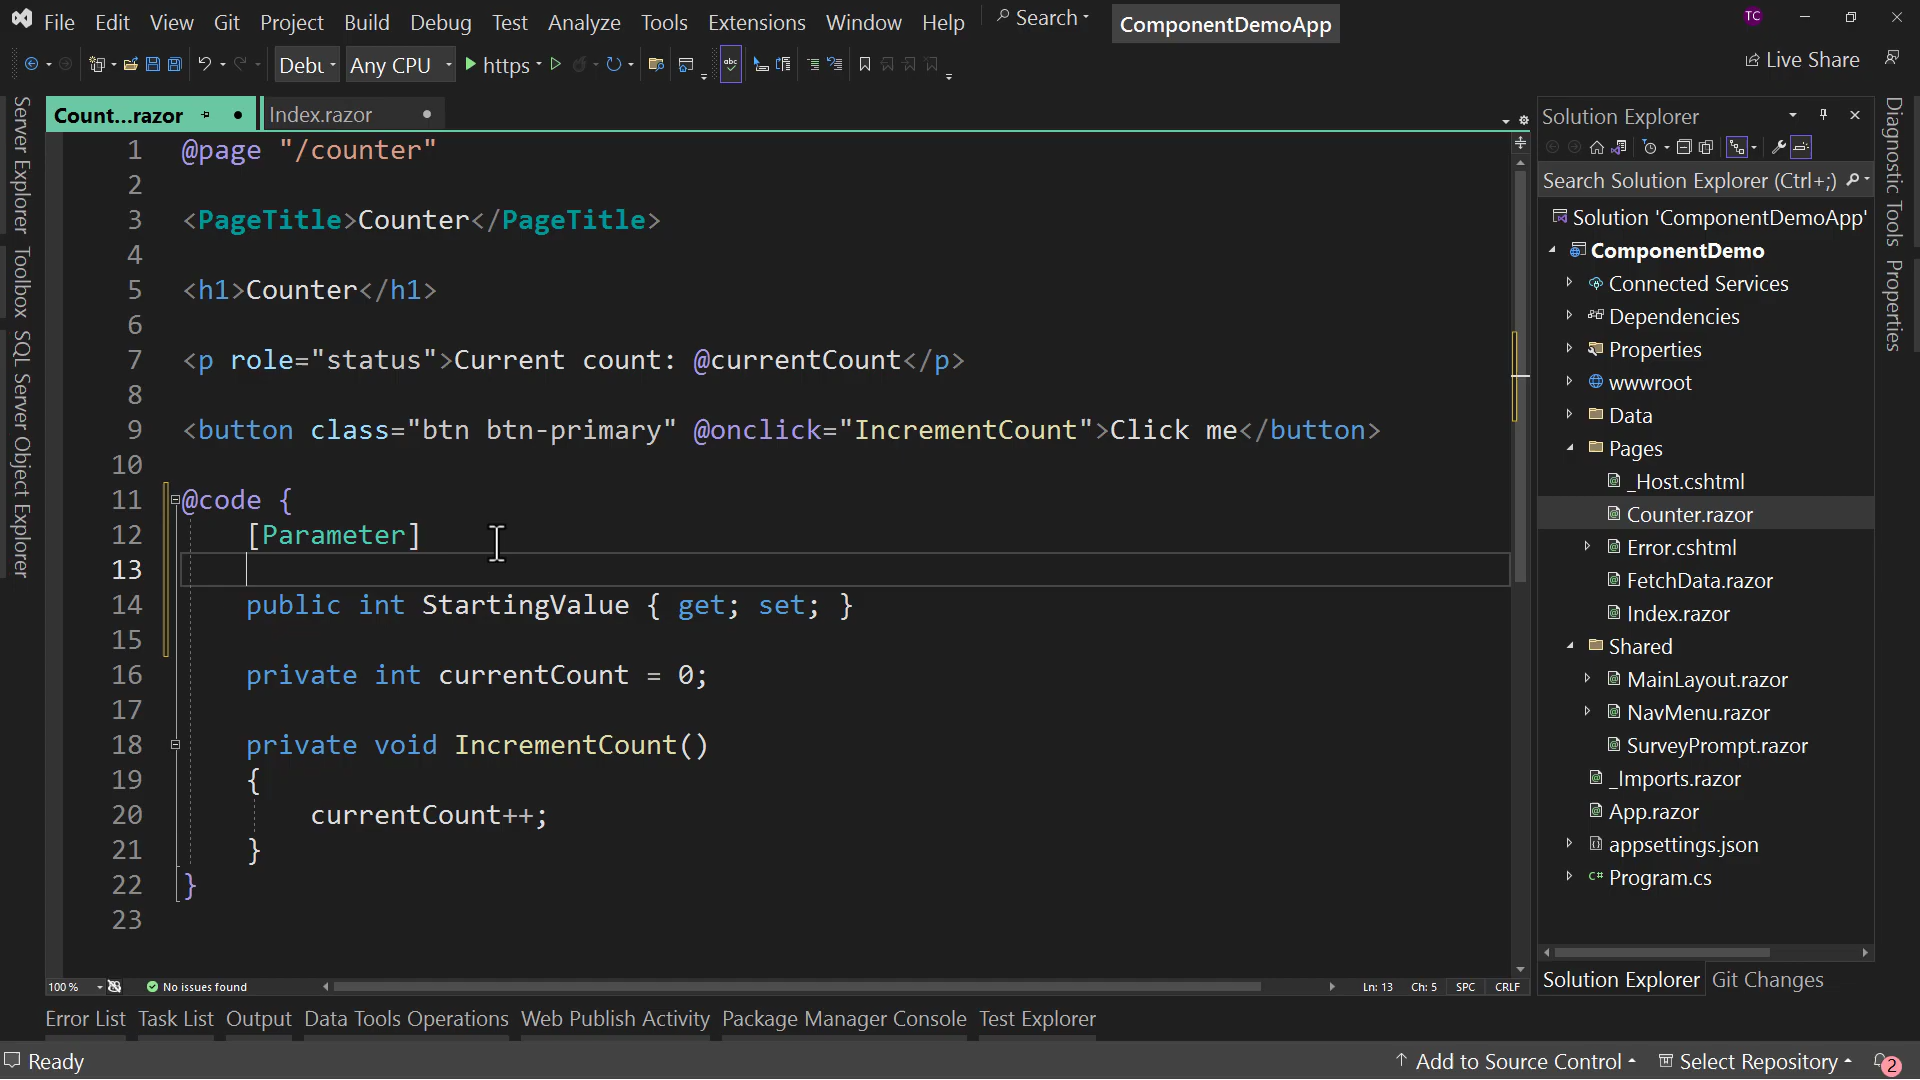 File Edit View Git Project Build Debug Test Analyze Tools Extensions Window Help Search ComponentDemoApp TC
Debu Any CPU https Live Share
Count...razor Index.razor
1 @page "/counter"
2
3 <PageTitle>Counter</PageTitle>
4
5 <h1>Counter</h1>
6
7 <p role="status">Current count: @currentCount</p>
8
9 <button class="btn btn-primary" @onclick="IncrementCount">Click me</button>
10
11 @code {
12 [Parameter]
13
14 public int StartingValue { get; set; }
15
16 private int currentCount = 0;
17
18 private void IncrementCount()
19 {
20 currentCount++;
21 }
22 }
23
100 % No issues found Ln: 13 Ch: 5 SPC CRLF
Server Explorer
Toolbox
SQL Server Object Explorer
Solution Explorer
Search Solution Explorer (Ctrl+;)
Solution 'ComponentDemoApp'
ComponentDemo
Connected Services
Dependencies
Properties
wwwroot
Data
Pages
_Host.cshtml
Counter.razor
Error.cshtml
FetchData.razor
Index.razor
Shared
MainLayout.razor
NavMenu.razor
SurveyPrompt.razor
_Imports.razor
App.razor
appsettings.json
C# Program.cs
Solution Explorer Git Changes
Diagnostic Tools
Properties
Error List Task List Output Data Tools Operations Web Publish Activity Package Manager Console Test Explorer
Ready Add to Source Control Select Repository 2